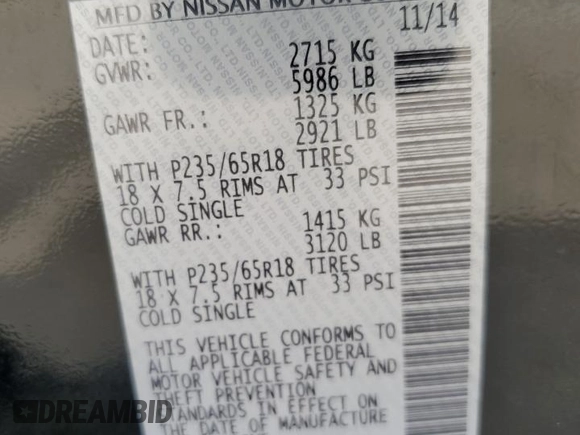 MFD BY NISSAN MOTOR
DATE: 11/14
GVWR: 2715 KG
5986 LB
GAWR FR.: 1325 KG
2921 LB
WITH P235/65R18 TIRES
18 X 7.5 RIMS AT 33 PSI
COLD SINGLE
GAWR RR.: 1415 KG
3120 LB
WITH P235/65R18 TIRES
18 X 7.5 RIMS AT 33 PSI
COLD SINGLE
THIS VEHICLE CONFORMS TO
ALL APPLICABLE FEDERAL
MOTOR VEHICLE SAFETY AND
THEFT PREVENTION
STANDARDS IN EFFECT ON
THE DATE OF MANUFACTURE
DREAMBID